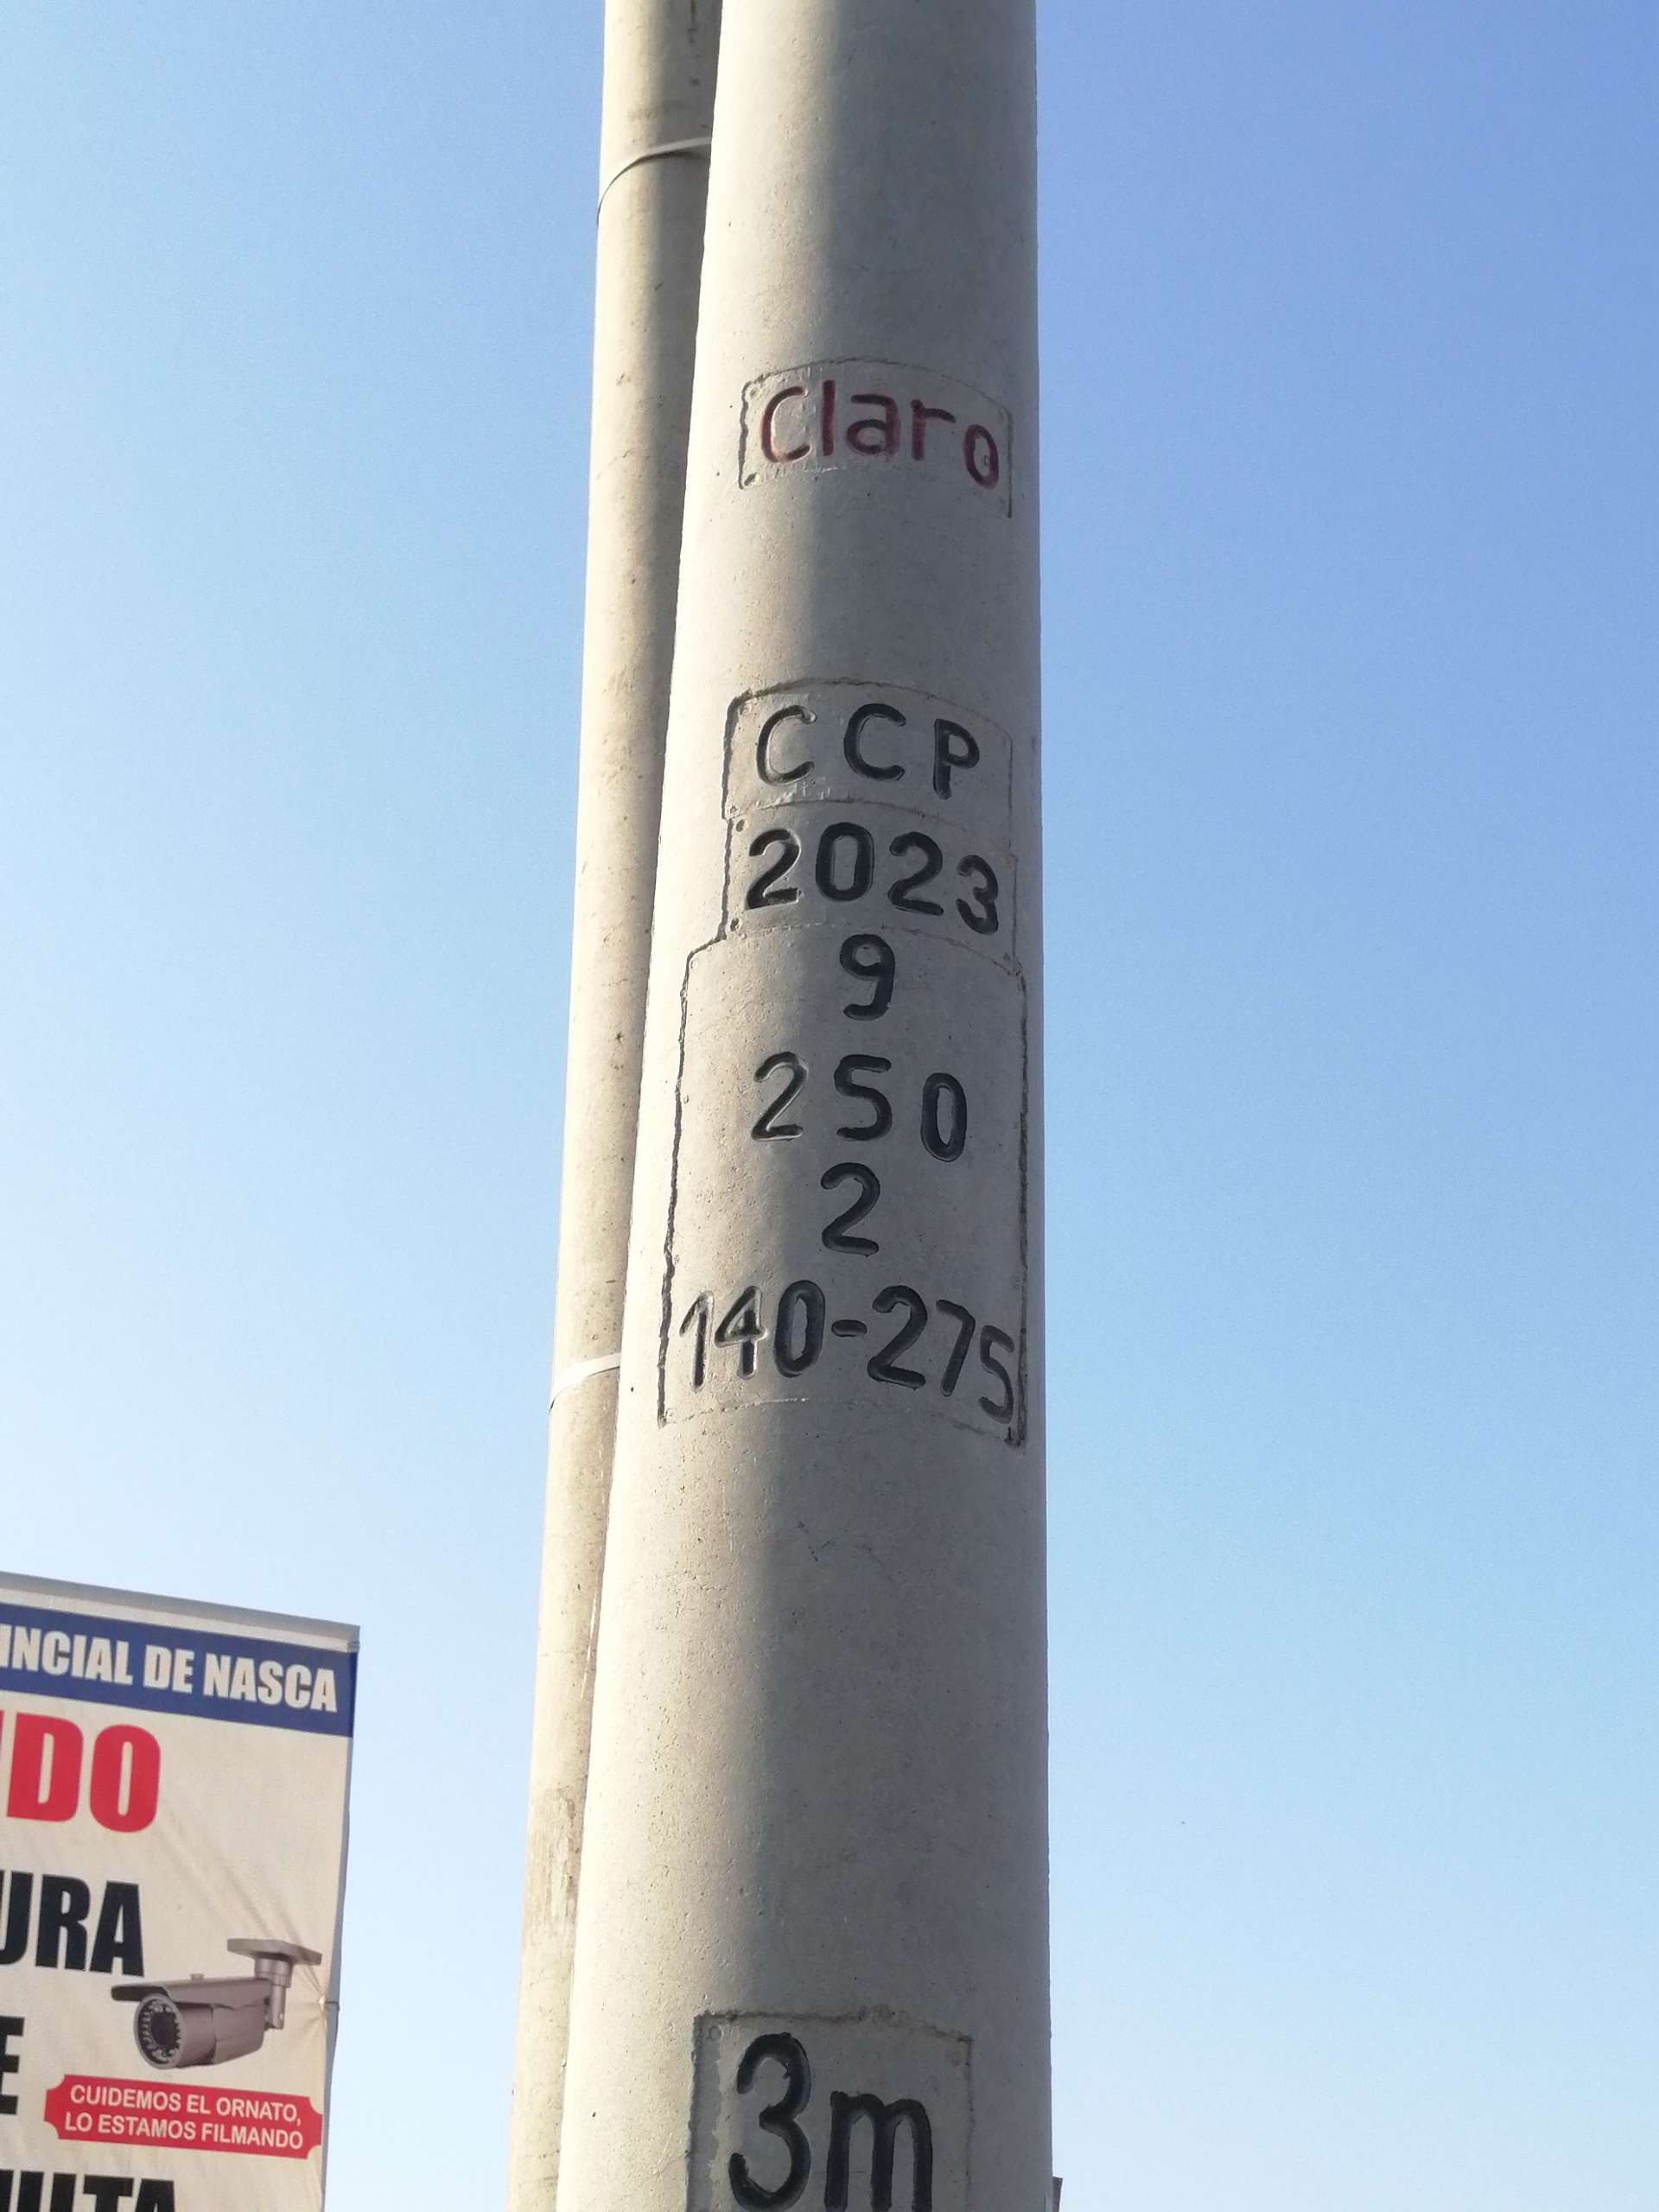 Claro
CCP
2023
9
250
2
140-275
3m
INCIAL DE NASCA
DO
URA
E
CUIDEMOS EL ORNATO,
LO ESTAMOS FILMANDO